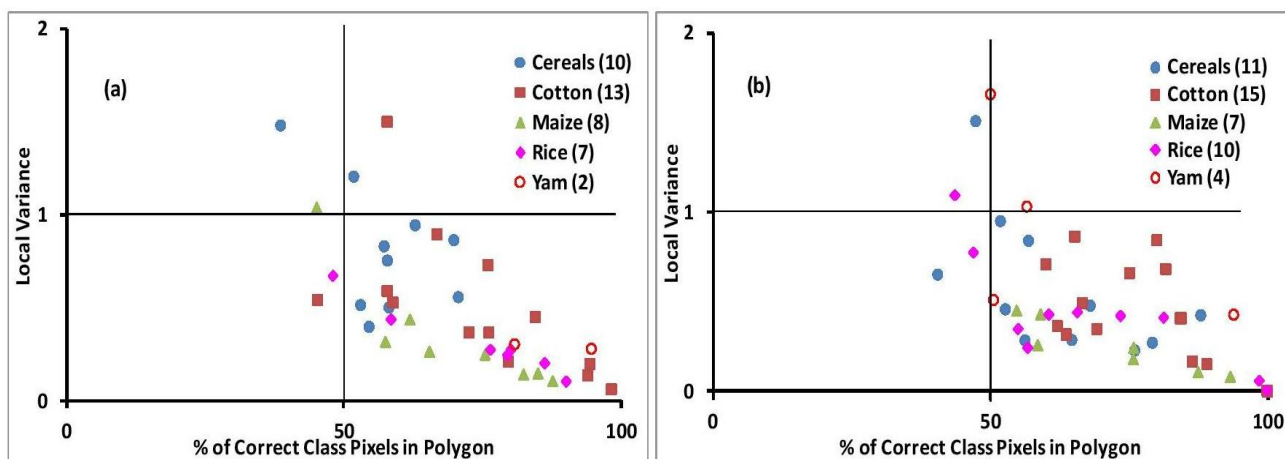 2
(a)
Cereals (10)
Cotton (13)
Maize (8)
Rice (7)
Yam (2)
Local Variance
1
0
0
50
100
% of Correct Class Pixels in Polygon
2
(b)
Cereals (11)
Cotton (15)
Maize (7)
Rice (10)
Yam (4)
Local Variance
1
0
0
50
100
% of Correct Class Pixels in Polygon